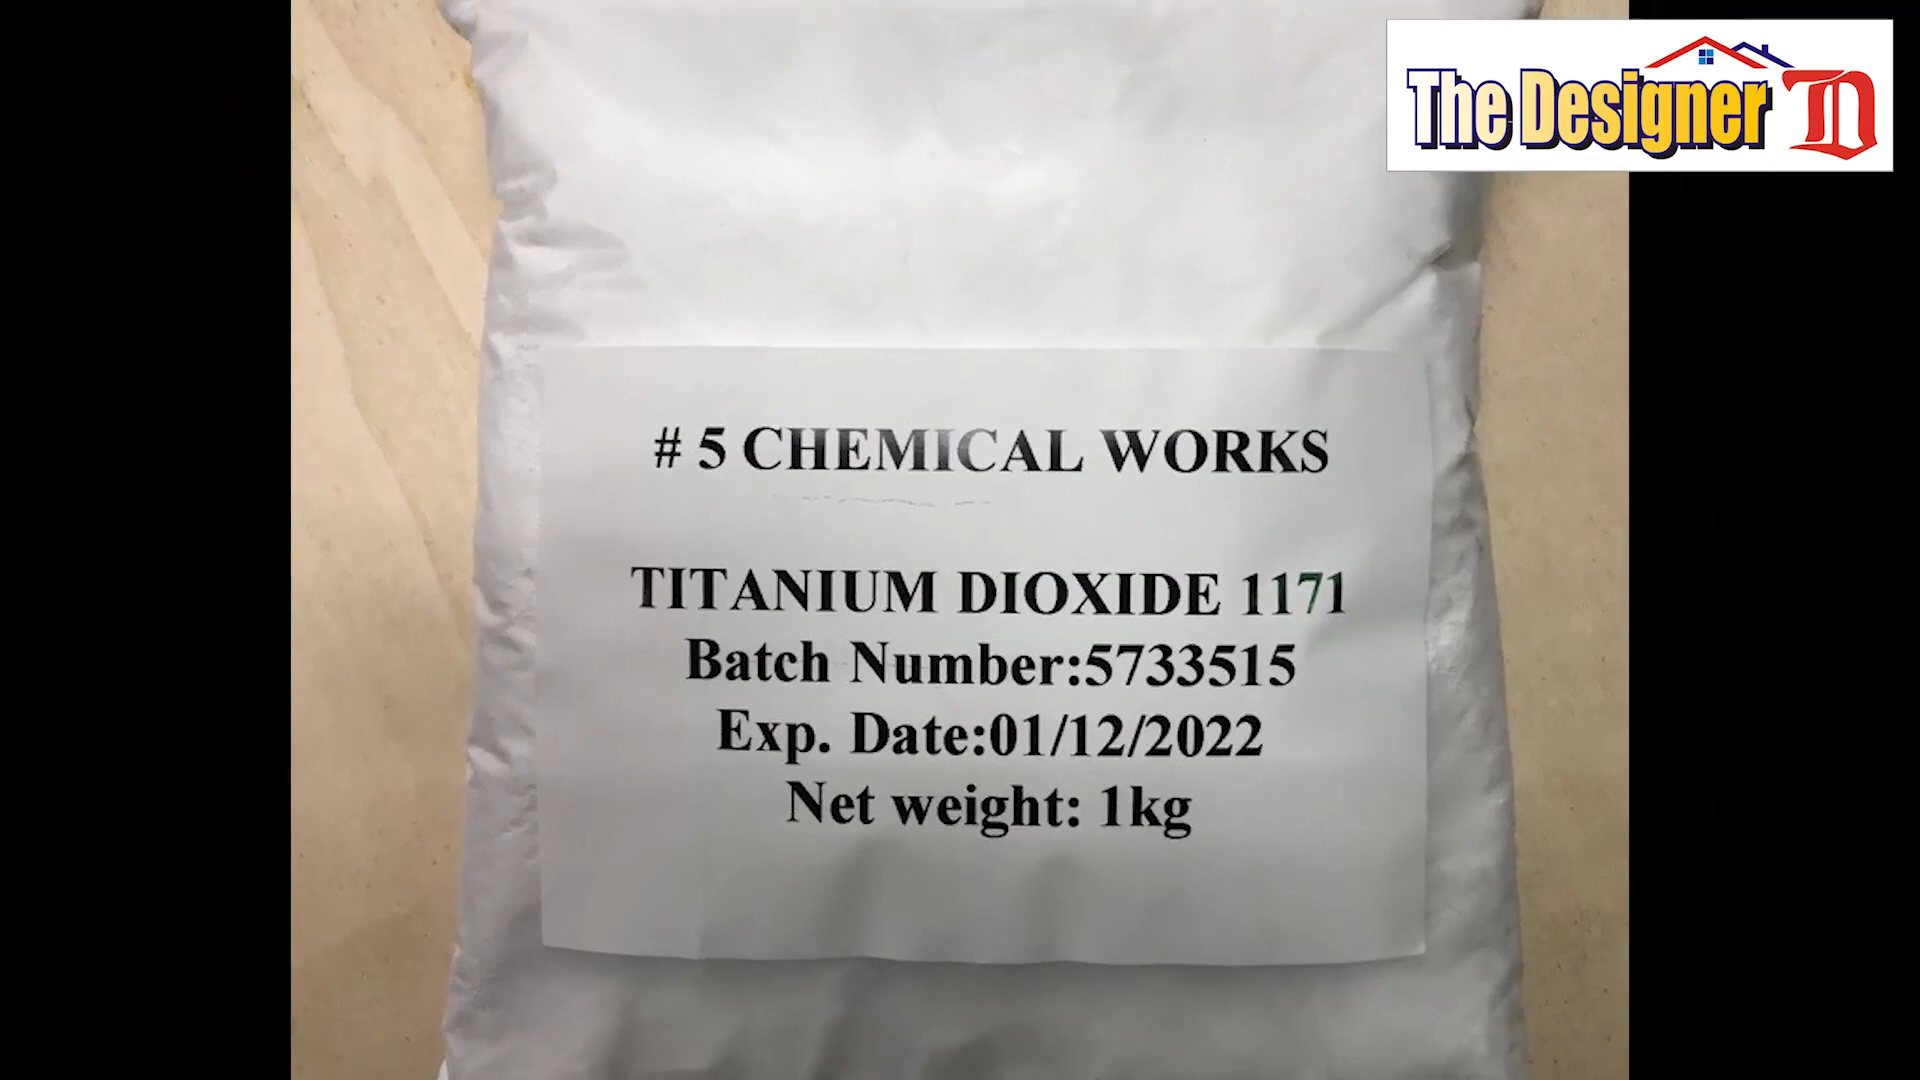 The Designer TD
# 5 CHEMICAL WORKS
TITANIUM DIOXIDE 1171
Batch Number:5733515
Exp. Date:01/12/2022
Net weight: 1kg